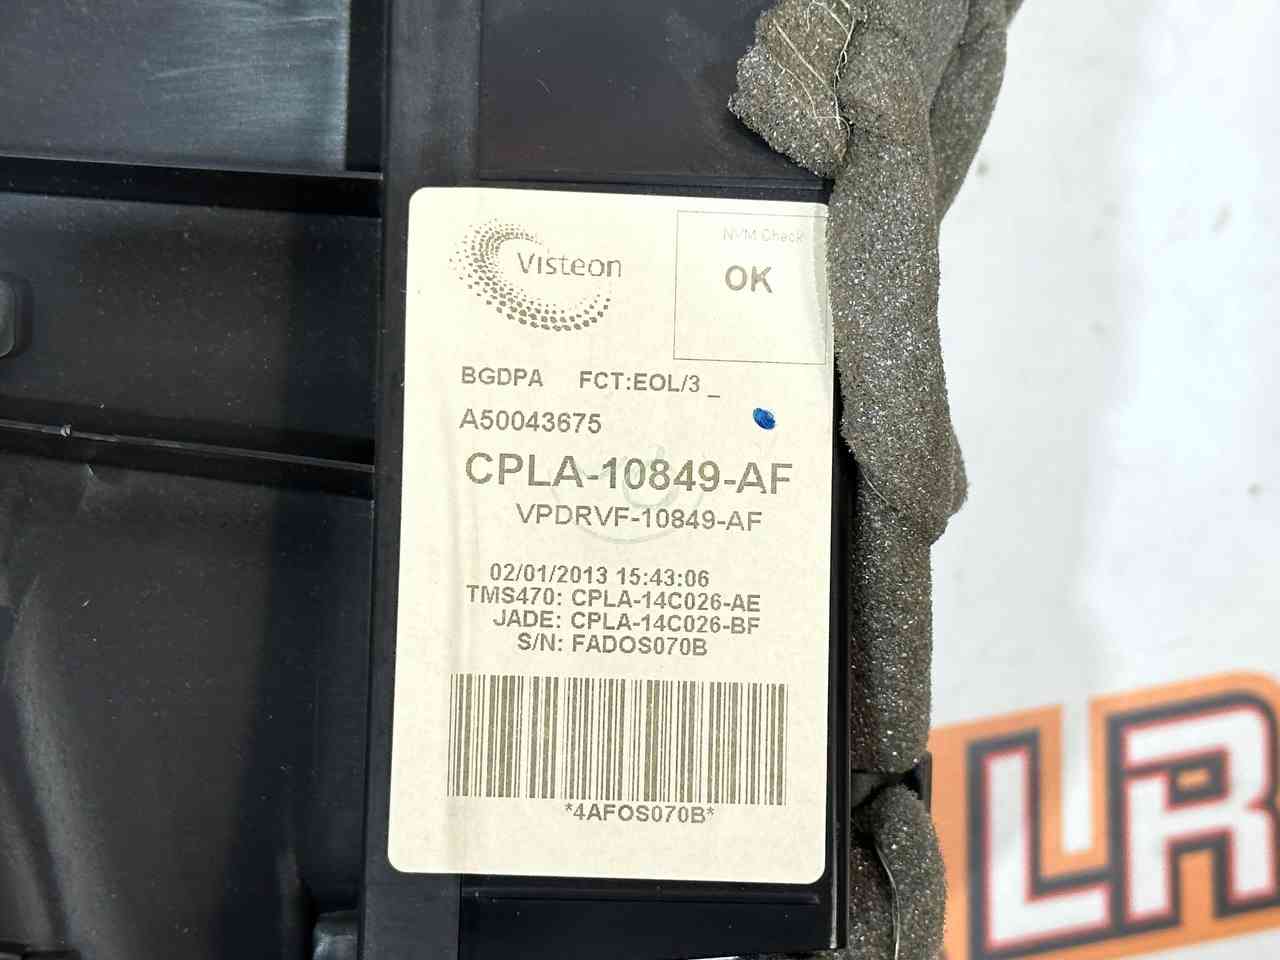 Visteon
NVM Check
OK
BGDPA FCT:EOL/3 _
A50043675
CPLA-10849-AF
VPDRVF-10849-AF
02/01/2013 15:43:06
TMS470: CPLA-14C026-AE
JADE: CPLA-14C026-BF
S/N: FADOS070B
*4AFOS070B*
LR